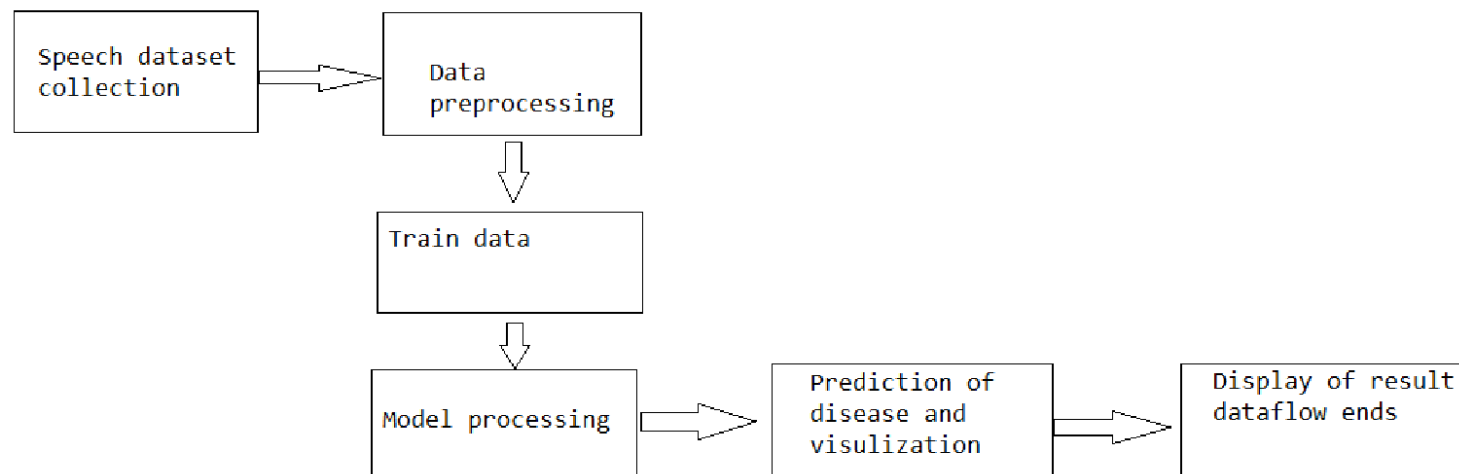 Speech dataset
collection
Data
preprocessing
Train data
Model processing
Prediction of
disease and
visulization
Display of result
dataflow ends